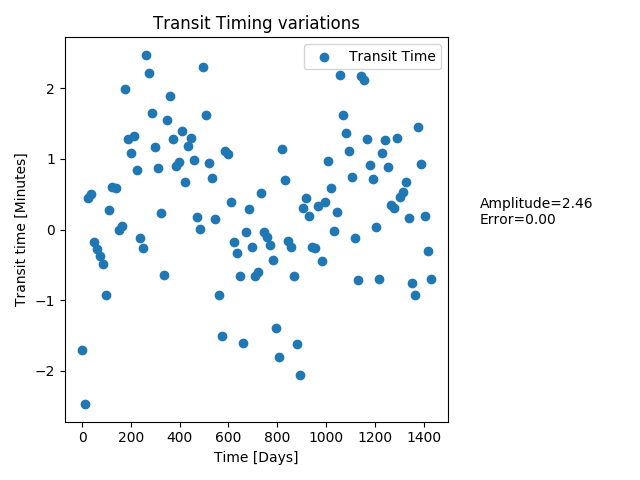 Transit Timing variations
Transit Time
Transit time [Minutes]
2
1
0
−1
−2
0 200 400 600 800 1000 1200 1400
Time [Days]
Amplitude=2.46
Error=0.00